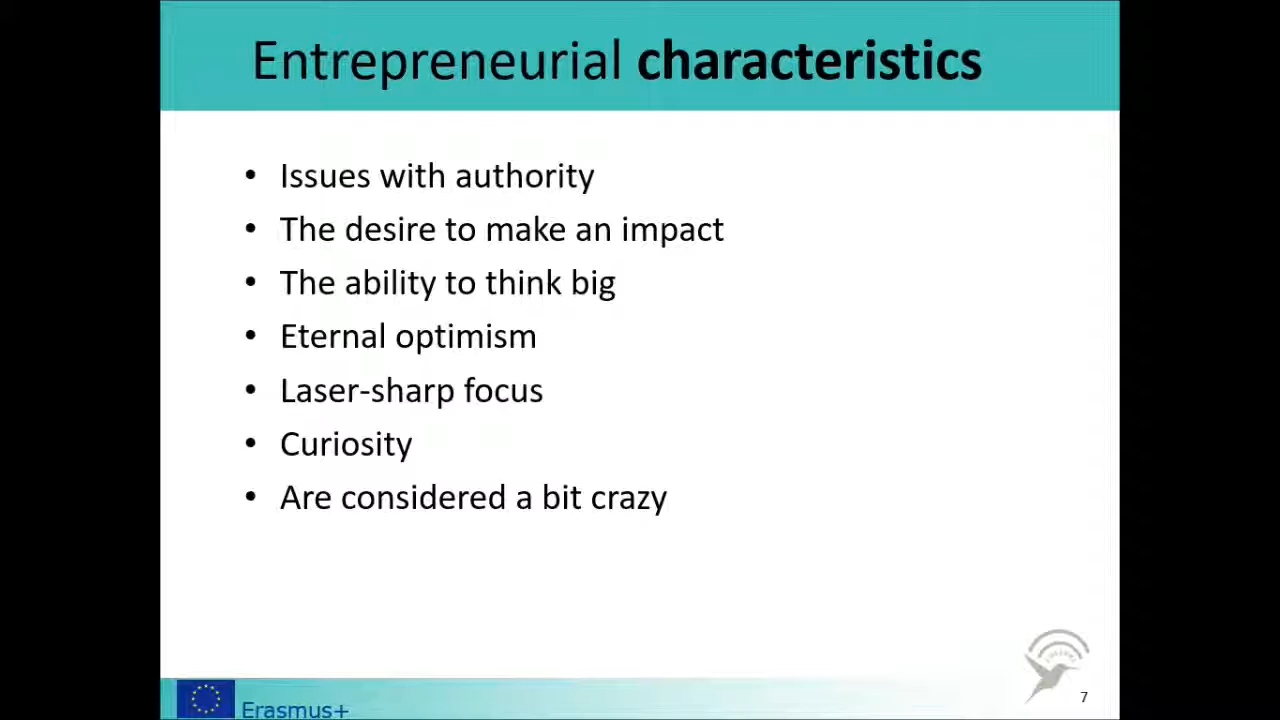 Entrepreneurial characteristics
• Issues with authority
• The desire to make an impact
• The ability to think big
• Eternal optimism
• Laser-sharp focus
• Curiosity
• Are considered a bit crazy
7
Erasmus+